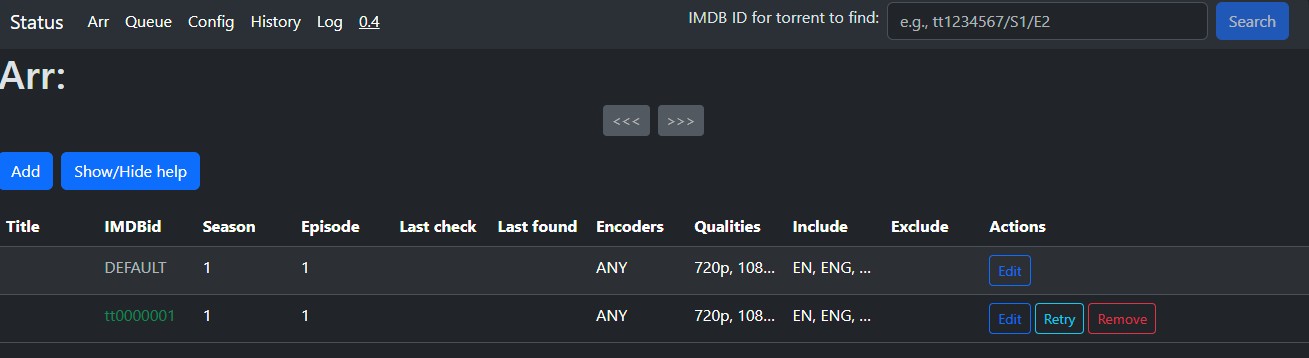 Status Arr Queue Config History Log 0.4 IMDB ID for torrent to find: e.g., tt1234567/S1/E2 Search
Arr:
<<< >>>
Add Show/Hide help
Title IMDBid Season Episode Last check Last found Encoders Qualities Include Exclude Actions
DEFAULT 1 1 ANY 720p, 108... EN, ENG, ... Edit
tt0000001 1 1 ANY 720p, 108... EN, ENG, ... Edit Retry Remove